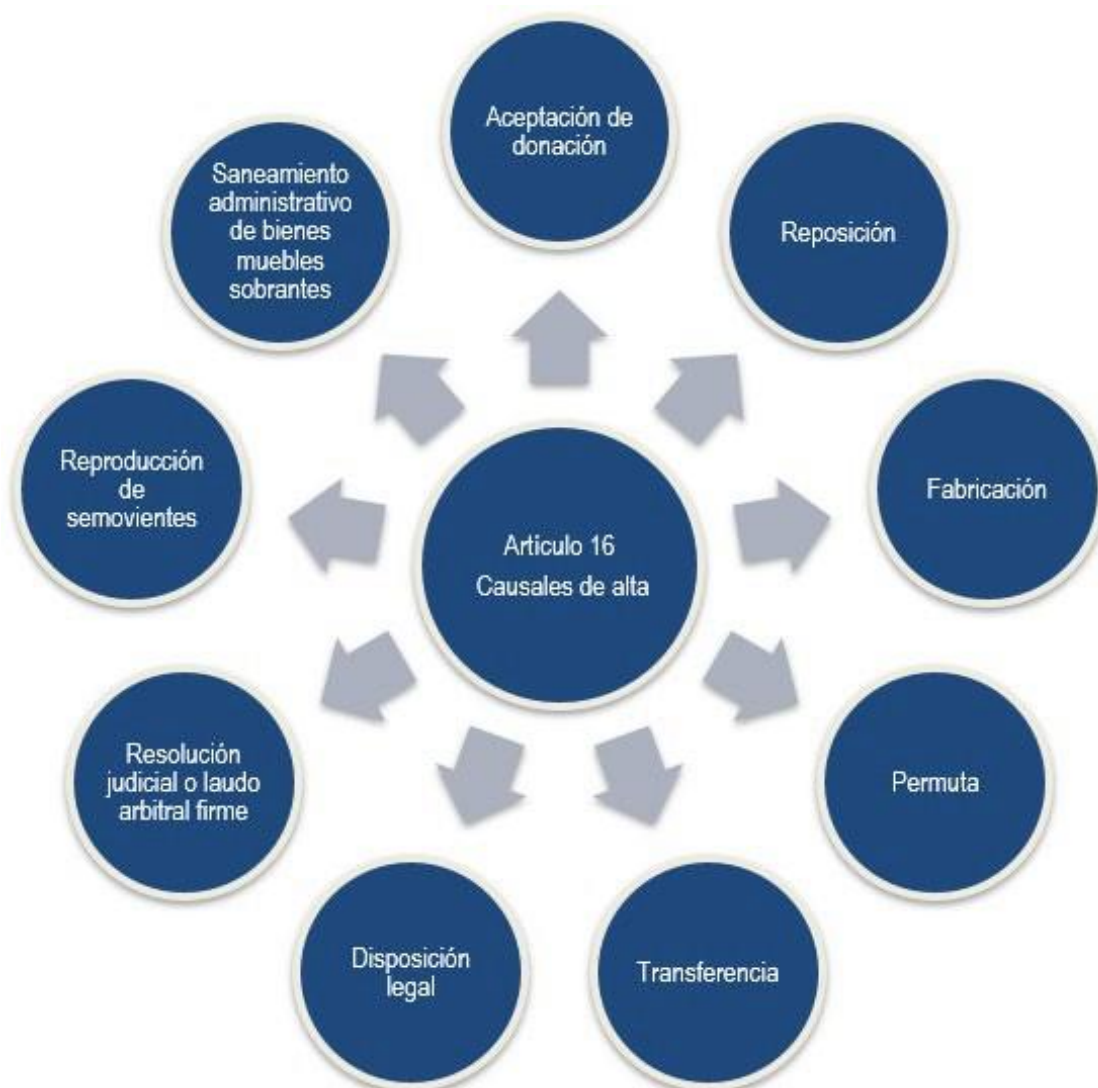 Artículo 16
Causales de alta
Aceptación de
donación
Reposición
Fabricación
Permuta
Transferencia
Disposición
legal
Resolución
judicial o laudo
arbitral firme
Reproducción
de
semovientes
Saneamiento
administrativo
de bienes
muebles
sobrantes